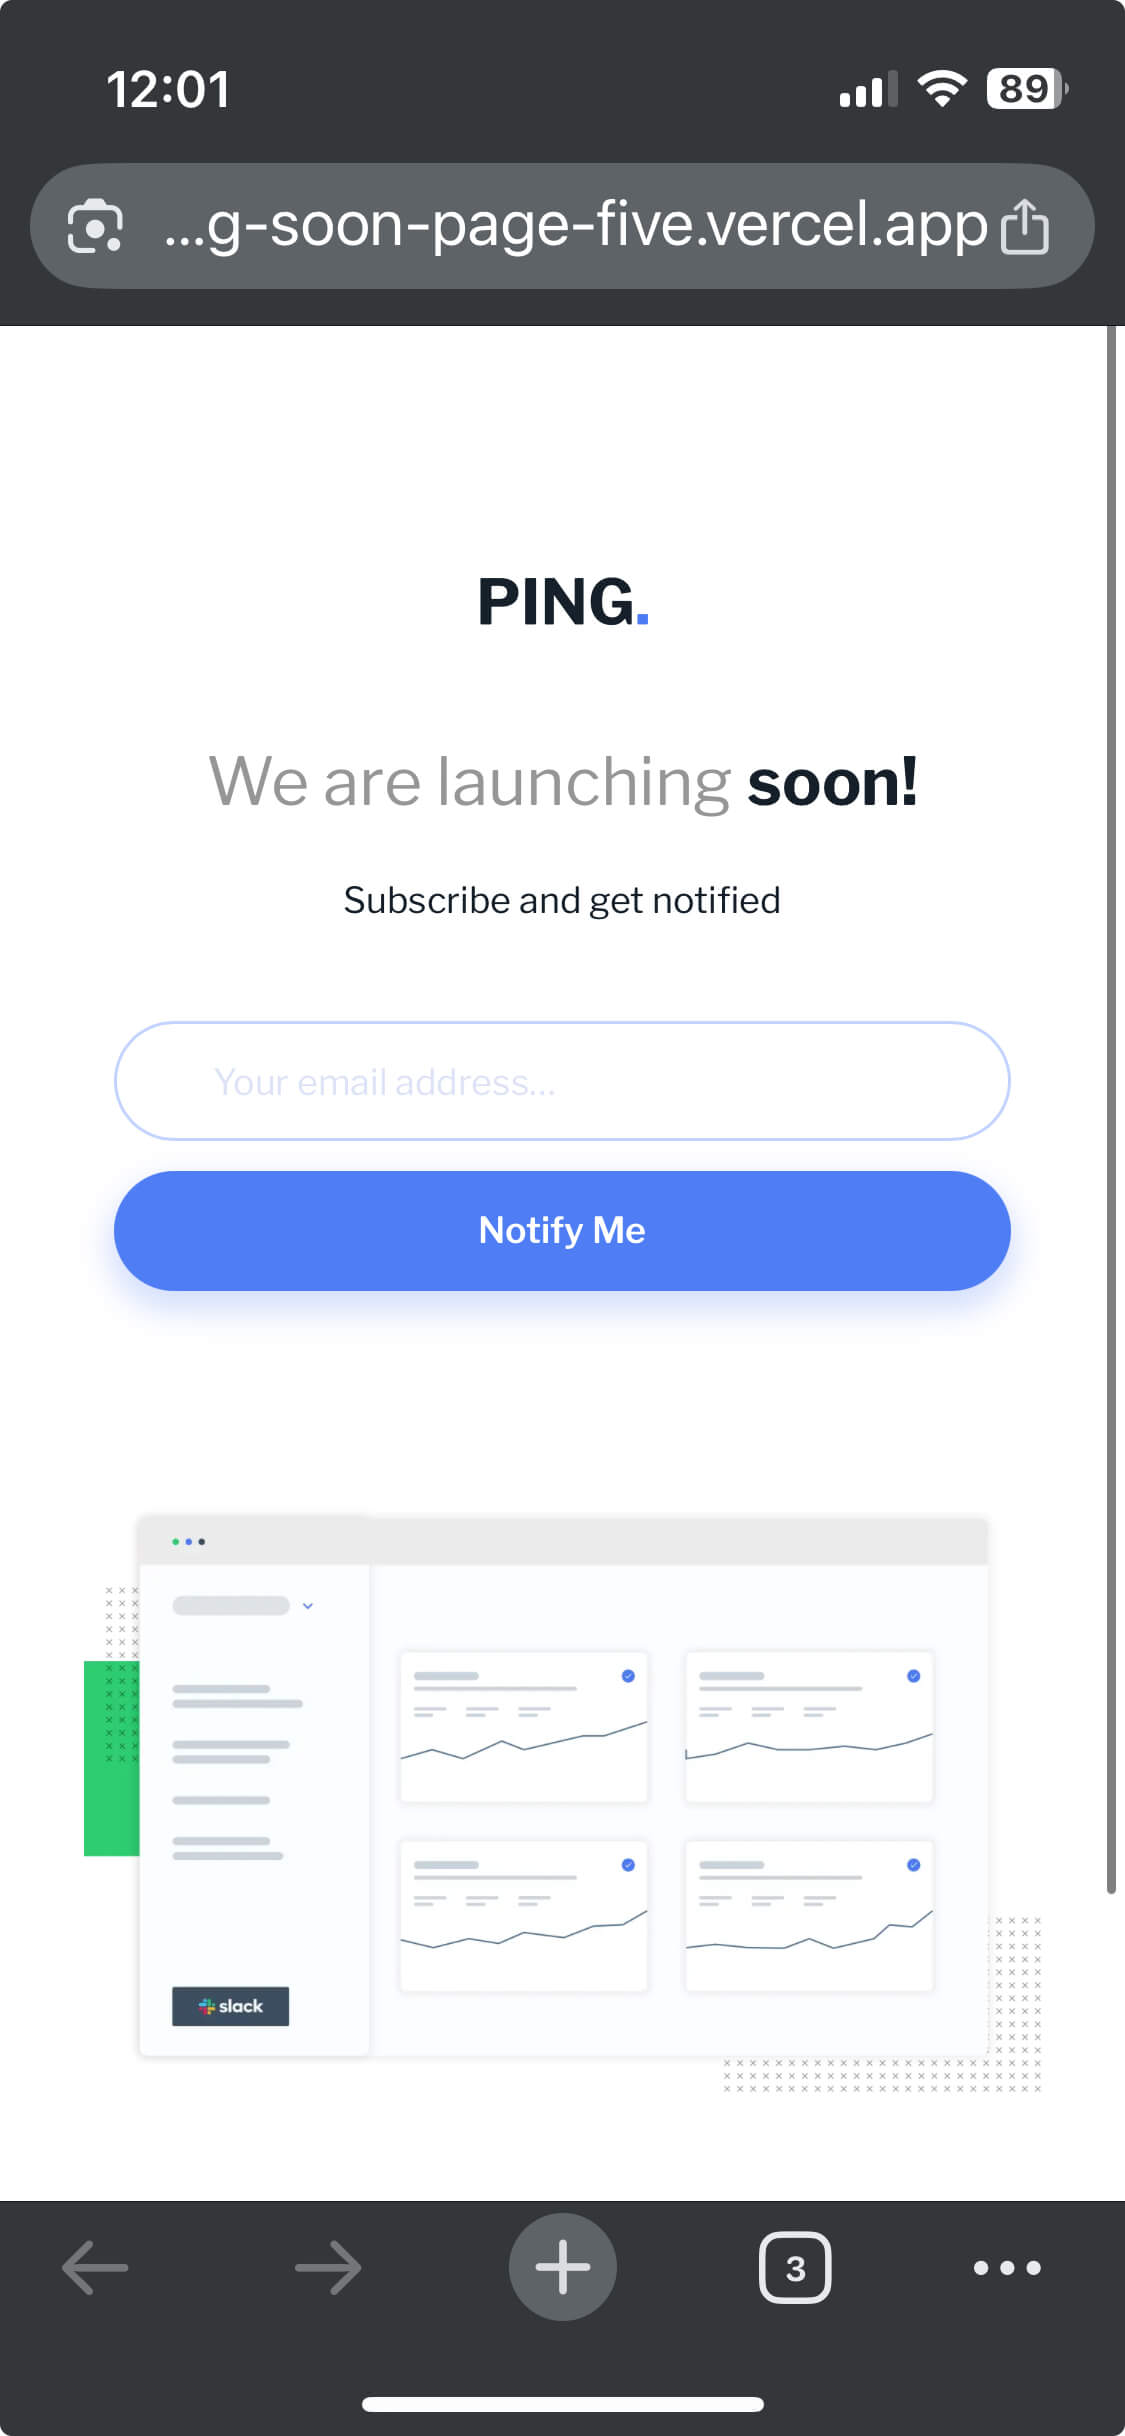 12:01
89
...g-soon-page-five.vercel.app
PING.
We are launching soon!
Subscribe and get notified
Your email address...
Notify Me
slack
3